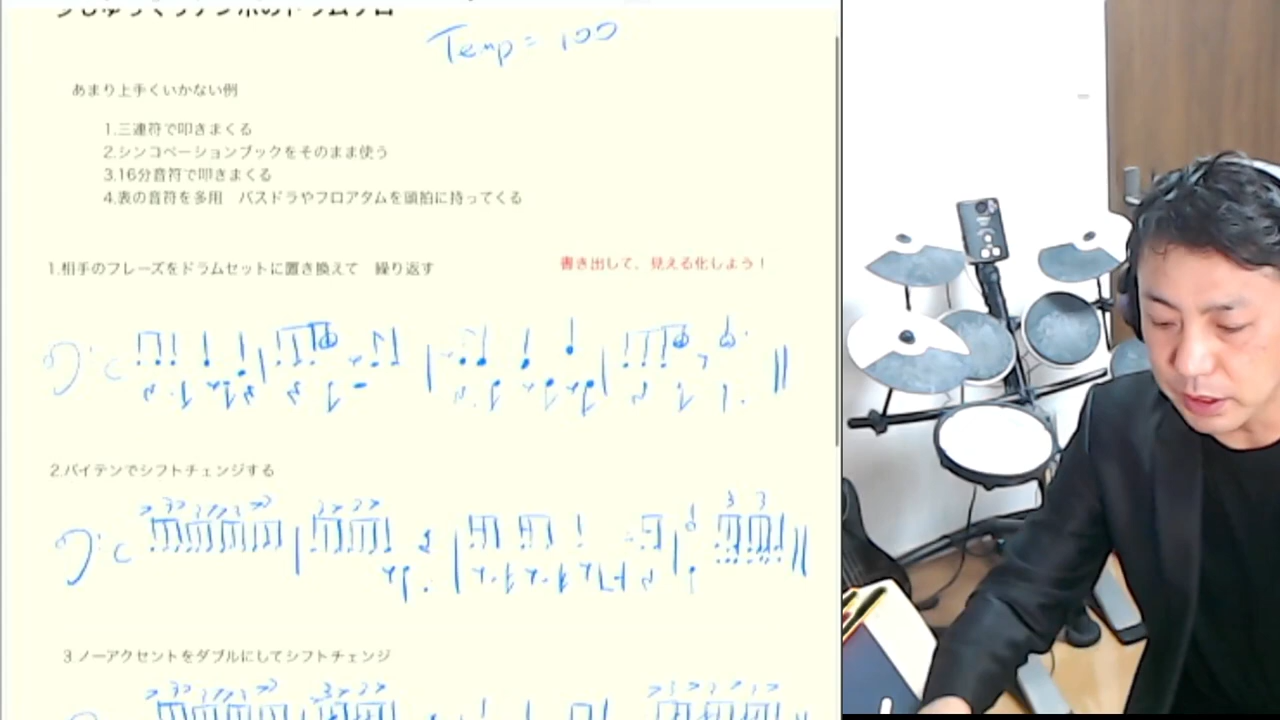 Temp = 100
あまり上手くいかない例
1.三連符で叩きまくる
2.シンコペーションブックをそのまま使う
3.16分音符で叩きまくる
4.表の音符を多用　バスドラやフロアタムを頭拍に持ってくる
1.相手のフレーズをドラムセットに置き換えて　繰り返す
書き出して、見える化しよう！
2.バイテンでシフトチェンジする
3 ノーアクセントをダブルにしてシフトチェンジ